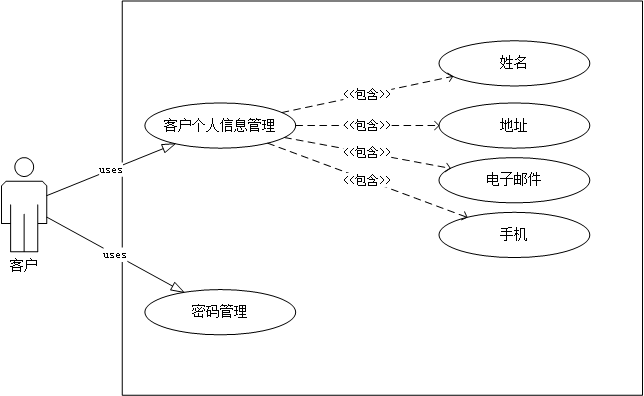 姓名
<<包含>>
客户个人信息管理
<<包含>>
地址
<<包含>>
电子邮件
uses
<<包含>>
手机
客户
uses
密码管理